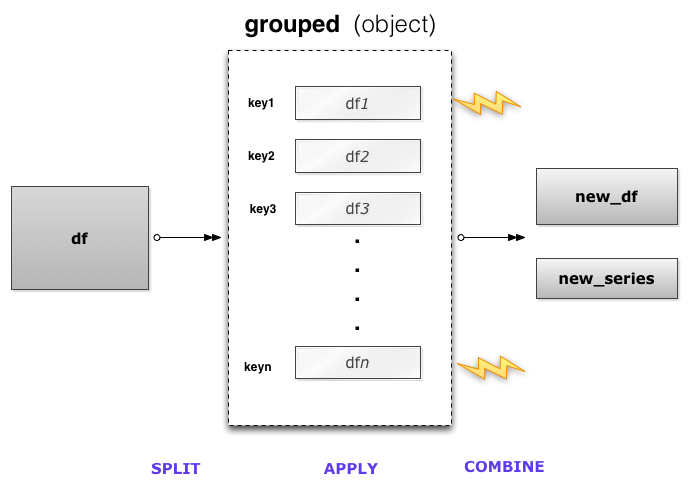 grouped (object)
key1 df1
key2 df2
key3 df3
keyn dfn
df
new_df
new_series
SPLIT APPLY COMBINE